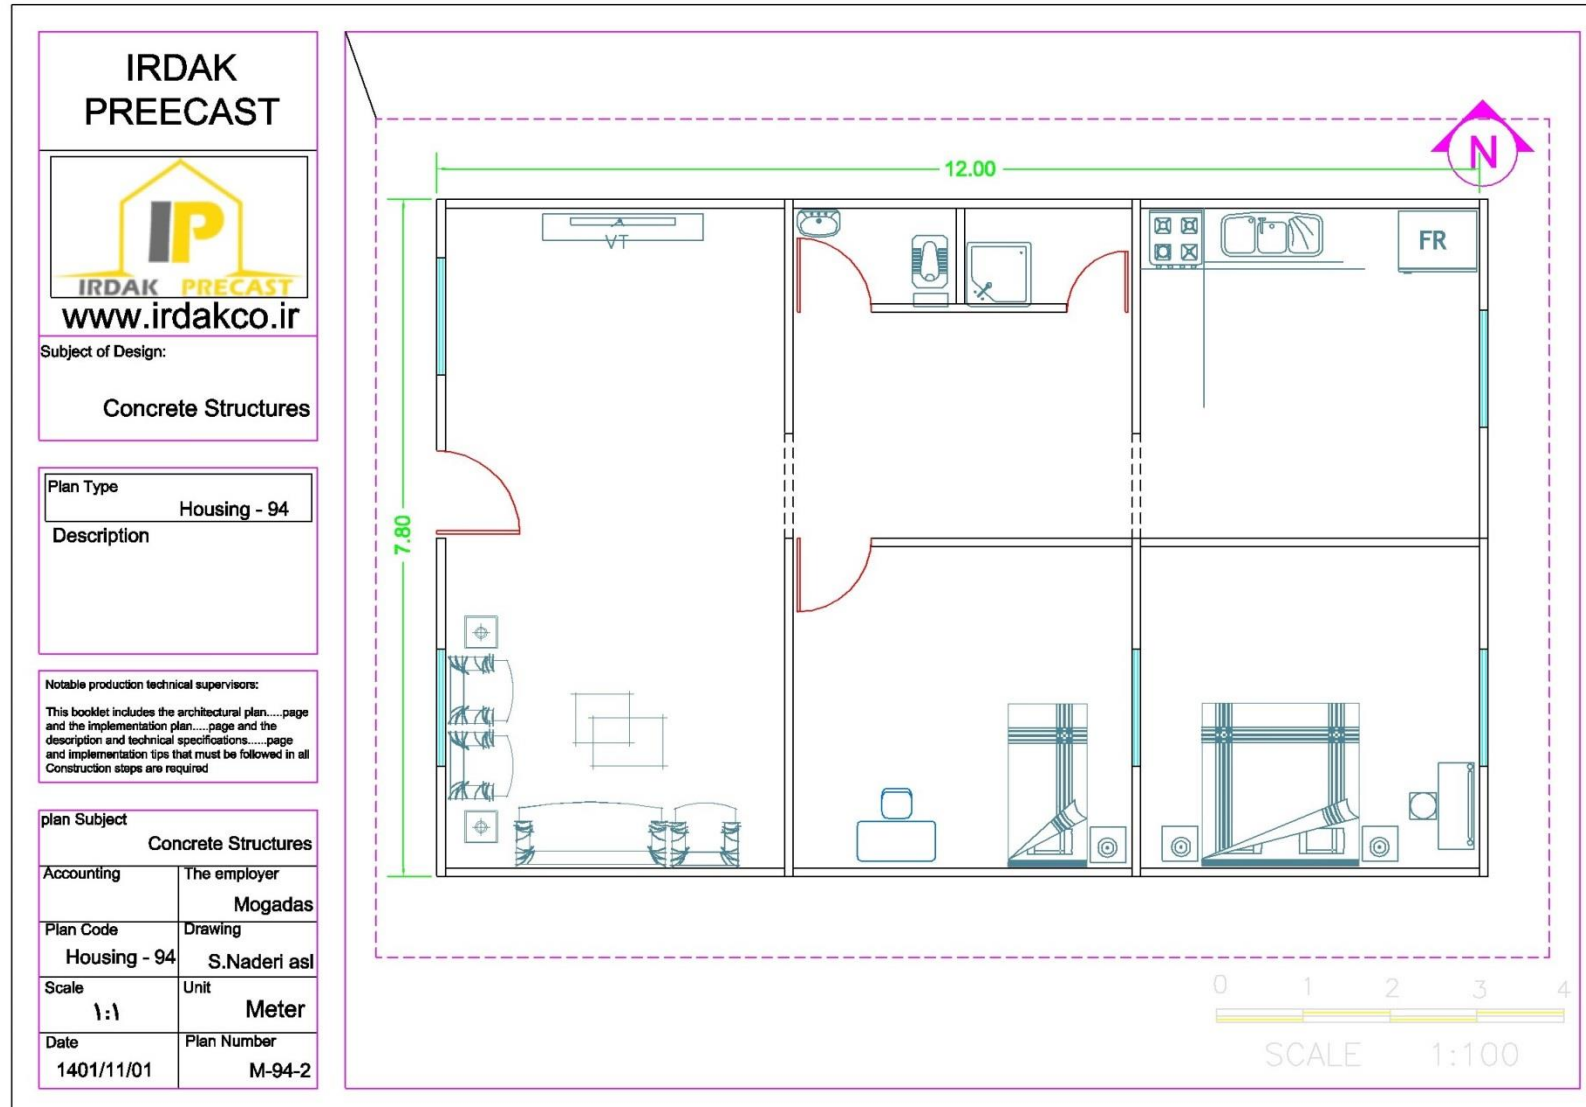 IRDAK
PREECAST
IP
IRDAK PRECAST
www.irdakco.ir
Subject of Design:
Concrete Structures
Plan Type
Housing - 94
Description
Notable production technical supervisors:
This booklet includes the architectural plan.....page
and the implementation plan.....page and the
description and technical specifications......page
and implementation tips that must be followed in all
Construction steps are required
plan Subject
Concrete Structures
Accounting
The employer
Mogadas
Plan Code
Housing - 94
Drawing
S.Naderi asl
Scale
۱:۱
Unit
Meter
Date
1401/11/01
Plan Number
M-94-2
N
12.00
7.80
VT
FR
0 1 2 3 4
SCALE 1:100